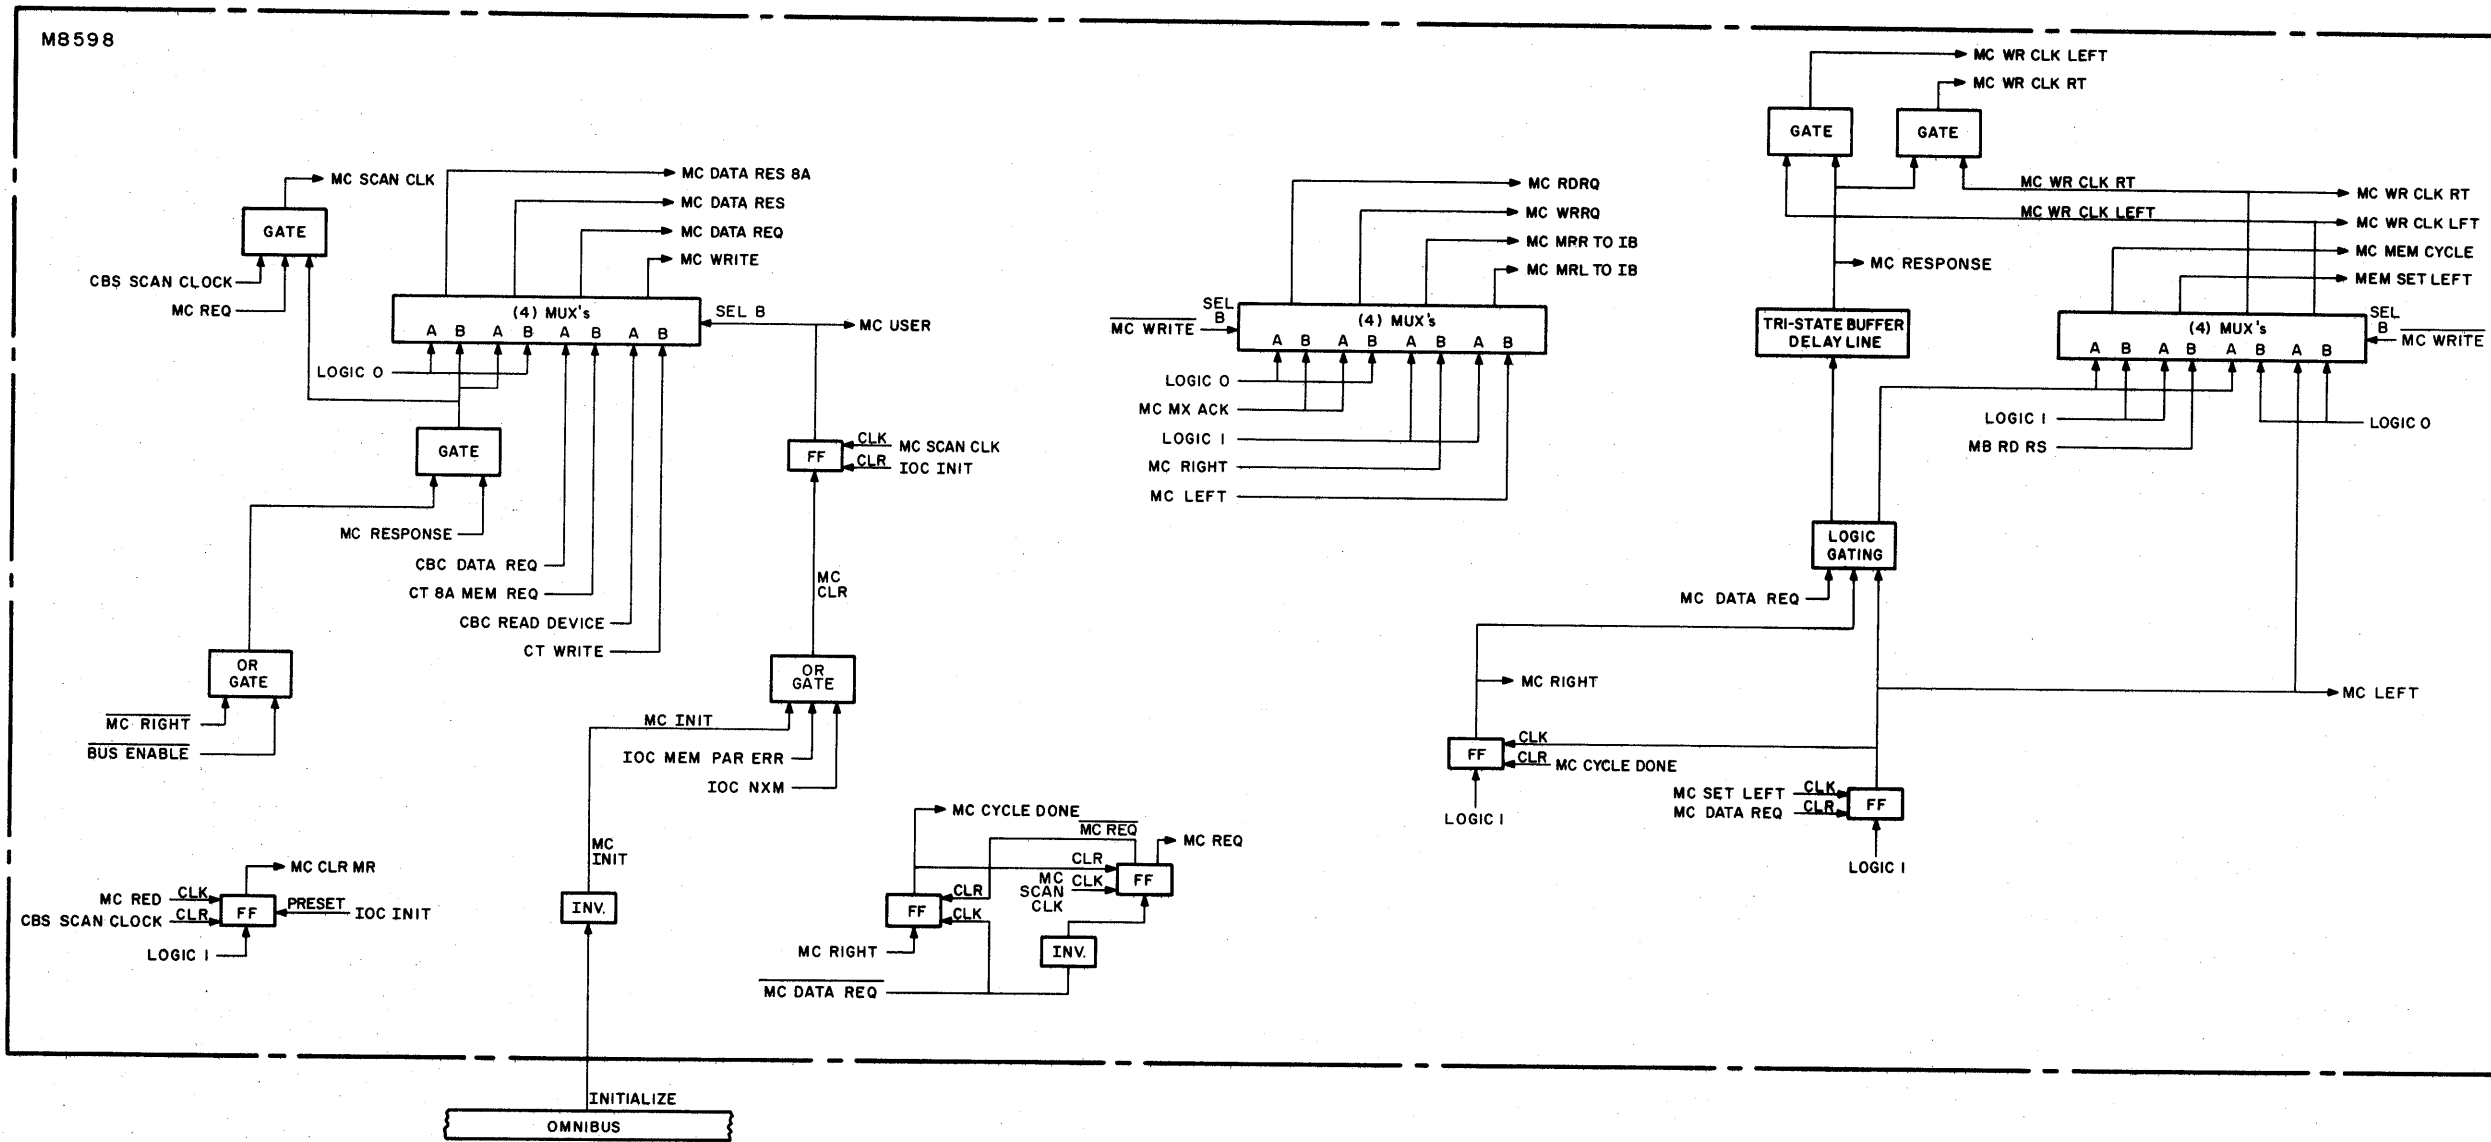 M8598
MC SCAN CLK
GATE
CBS SCAN CLOCK
MC REQ
MC DATA RES 8A
MC DATA RES
MC DATA REQ
MC WRITE
(4) MUX's
A B A B A B A B
SEL B
MC USER
LOGIC 0
GATE
MC RESPONSE
CBC DATA REQ
CT 8A MEM REQ
CBC READ DEVICE
CT WRITE
OR
GATE
MC RIGHT
BUS ENABLE
FF
CLK
MC SCAN CLK
CLR
IOC INIT
MC
CLR
OR
GATE
MC INIT
IOC MEM PAR ERR
IOC NXM
MC
INIT
INV.
INITIALIZE
OMNIBUS
MC CLR MR
MC RED
CLK
CBS SCAN CLOCK
CLR
FF
PRESET
IOC INIT
LOGIC 1
MC CYCLE DONE
MC REQ
MC REQ
CLR
MC
SCAN
CLK
CLK
FF
CLR
CLK
FF
MC RIGHT
INV.
MC DATA REQ
MC RDRQ
MC WRRQ
MC MRR TO IB
MC MRL TO IB
SEL
B
MC WRITE
(4) MUX's
A B A B A B A B
LOGIC 0
MC MX ACK
LOGIC 1
MC RIGHT
MC LEFT
MC WR CLK LEFT
MC WR CLK RT
GATE
GATE
MC WR CLK RT
MC WR CLK RT
MC WR CLK LEFT
MC WR CLK LFT
MC MEM CYCLE
MEM SET LEFT
MC RESPONSE
TRI-STATE BUFFER
DELAY LINE
(4) MUX's
A B A B A B A B
SEL
B
MC WRITE
LOGIC 1
LOGIC 0
MB RD RS
LOGIC
GATING
MC DATA REQ
MC RIGHT
MC LEFT
FF
CLK
CLR
MC CYCLE DONE
LOGIC 1
MC SET LEFT
CLK
MC DATA REQ
CLR
FF
LOGIC 1